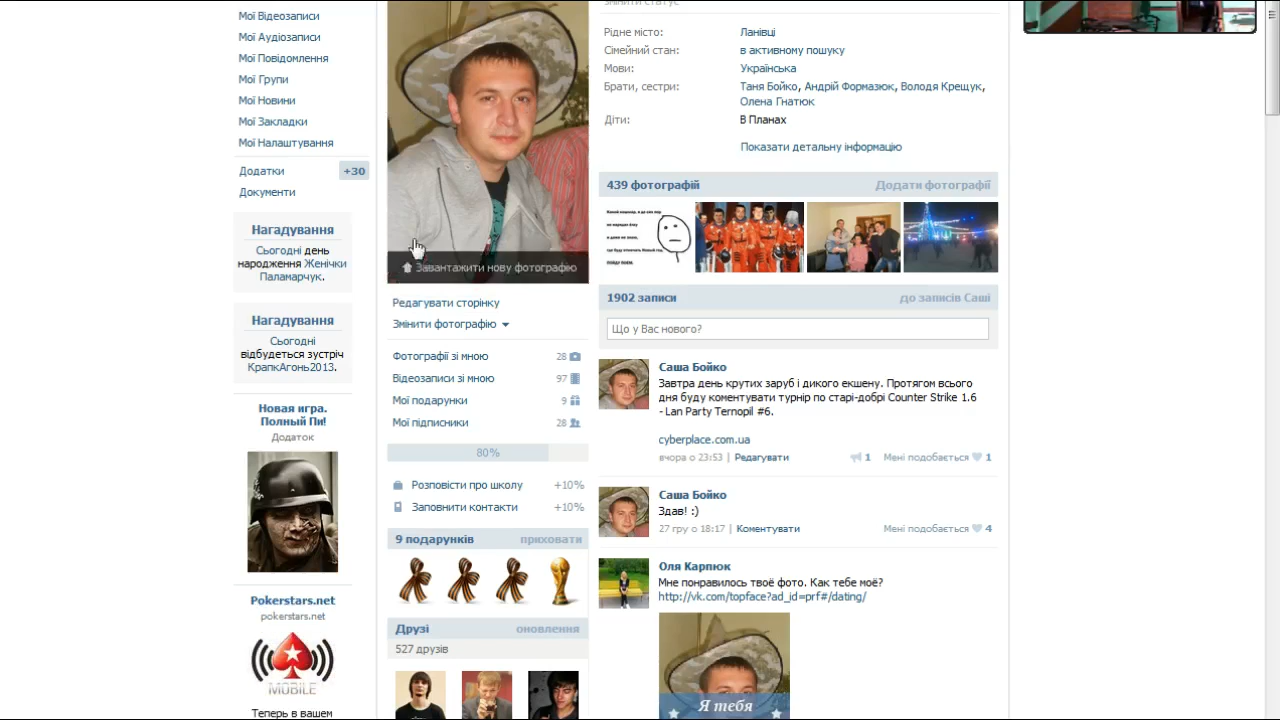 Мої Відеозаписи
Мої Аудіозаписи
Мої Повідомлення
Мої Групи
Мої Новини
Мої Закладки
Мої Налаштування
Додатки +30
Документи
Нагадування
Сьогодні день
народження Женічки
Паламарчук.
Нагадування
Сьогодні
відбудеться зустріч
КрапкАгонь2013.
Новая игра.
Полный Пи!
Додаток
Pokerstars.net
pokerstars.net
MOBILE
Теперь в вашем
Завантажити нову фотографію
Редагувати сторінку
Змінити фотографію
Фотографії зі мною 28
Відеозаписи зі мною 97
Мої подарунки 9
Мої підписники 28
80%
Розповісти про школу +10%
Заповнити контакти +10%
9 подарунків приховати
Друзі оновлення
527 друзів
змінити статус
Рідне місто: Ланівці
Сімейний стан: в активному пошуку
Мови: Українська
Брати, сестри: Таня Бойко, Андрій Формазюк, Володя Крещук,
Олена Гнатюк
Діти: В Планах
Показати детальну інформацію
439 фотографій Додати фотографії
1902 записи до записів Саші
Що у Вас нового?
Саша Бойко
Завтра день крутих заруб і дикого екшену. Протягом всього
дня буду коментувати турнір по старі-добрі Counter Strike 1.6
- Lan Party Ternopil #6.
cyberplace.com.ua
вчора о 23:53 | Редагувати 1 Мені подобається 1
Саша Бойко
Здав! :)
27 гру о 18:17 | Коментувати Мені подобається 4
Оля Карпюк
Мне понравилось твоё фото. Как тебе моё?
http://vk.com/topface?ad_id=prf#/dating/
Я тебя